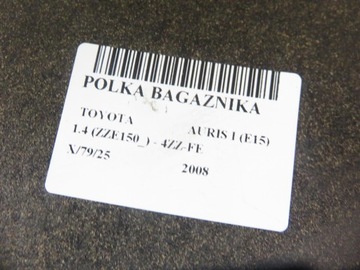 POLKA BAGAZNIKA
TOYOTA AURIS I (E15)
1.4 (ZZE150_) - 4ZZ-FE
X/79/25 2008